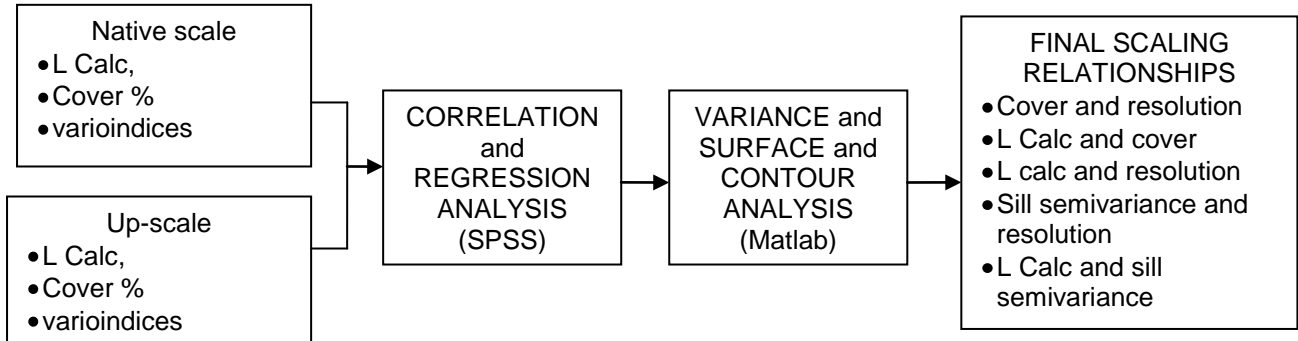 Native scale
•L Calc,
•Cover %
•varioindices
Up-scale
•L Calc,
•Cover %
•varioindices
CORRELATION
and
REGRESSION
ANALYSIS
(SPSS)
VARIANCE and
SURFACE and
CONTOUR
ANALYSIS
(Matlab)
FINAL SCALING
RELATIONSHIPS
•Cover and resolution
•L Calc and cover
•L calc and resolution
•Sill semivariance and
resolution
•L Calc and sill
semivariance